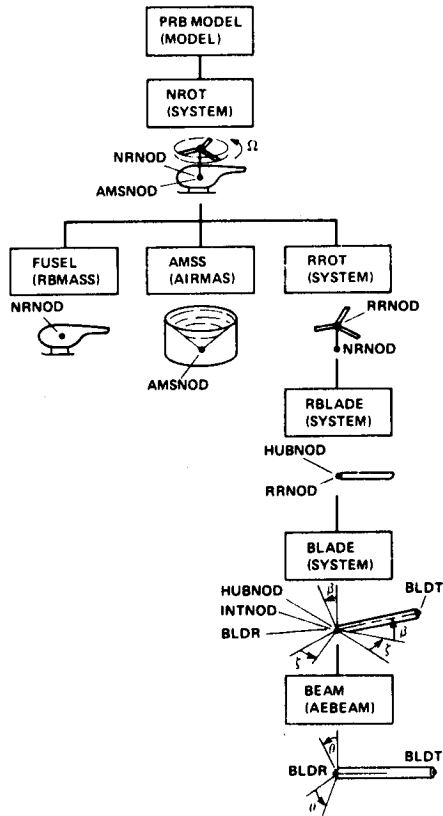 PRB MODEL
(MODEL)
NROT
(SYSTEM)
NRNOD
Ω
AMSNOD
FUSEL
(RBMASS)
AMSS
(AIRMAS)
RROT
(SYSTEM)
NRNOD
RRNOD
NRNOD
AMSNOD
RBLADE
(SYSTEM)
HUBNOD
RRNOD
BLADE
(SYSTEM)
HUBNOD
β
BLDT
INTNOD
BLDR
β
ζ
ζ
BEAM
(AEBEAM)
θ
BLDT
BLDR
θ